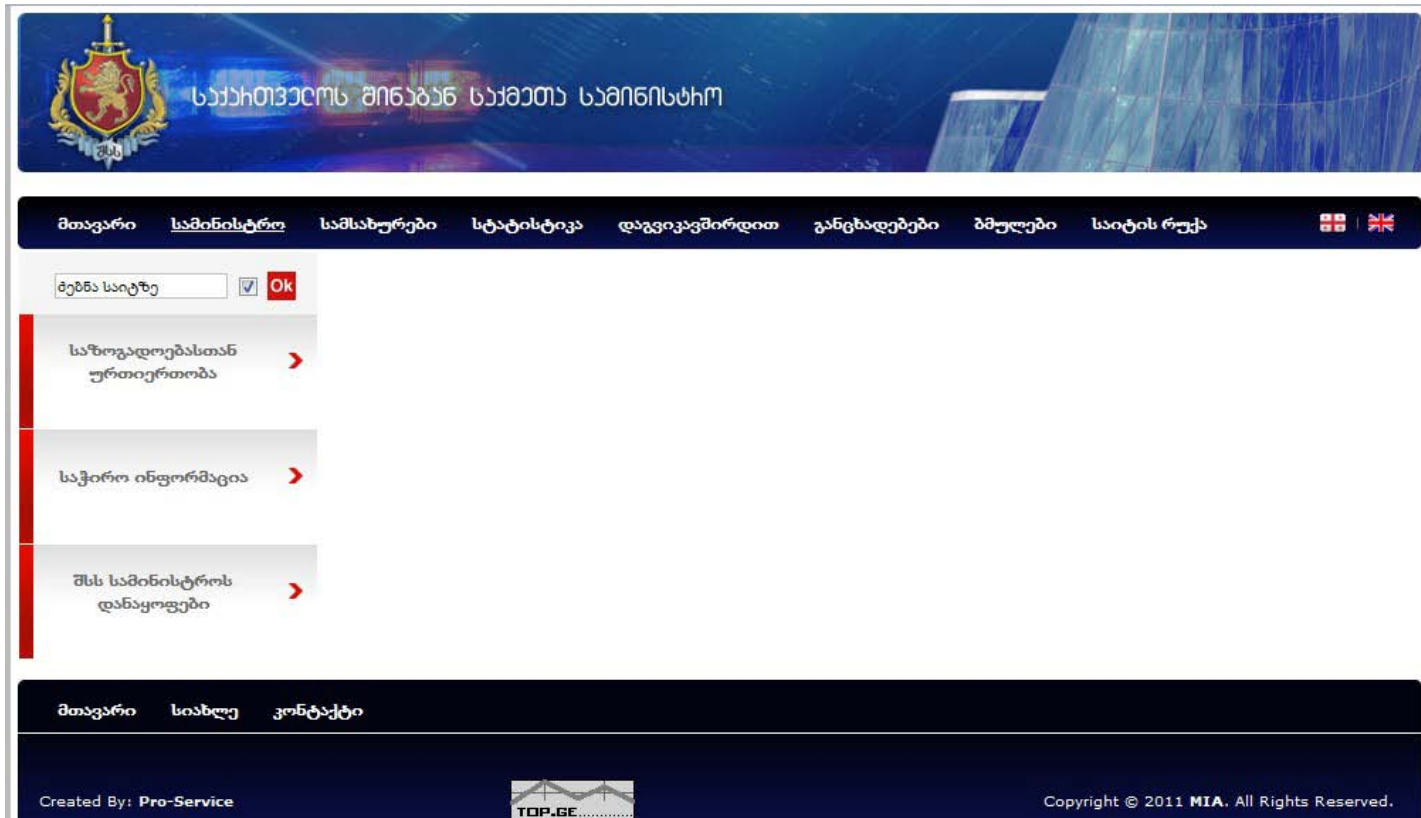 საქართველოს შინაგან საქმეთა სამინისტრო
შსს
მთავარი სამინისტრო სამსახურები სტატისტიკა დაგვიკავშირდით განცხადებები ბმულები საიტის რუქა
ძებნა საიტზე Ok
საზოგადოებასთან
ურთიერთობა
საჭირო ინფორმაცია
შსს სამინისტროს
დანაყოფები
მთავარი სიახლე კონტაქტი
Created By: Pro-Service
TOP.GE
Copyright © 2011 MIA. All Rights Reserved.